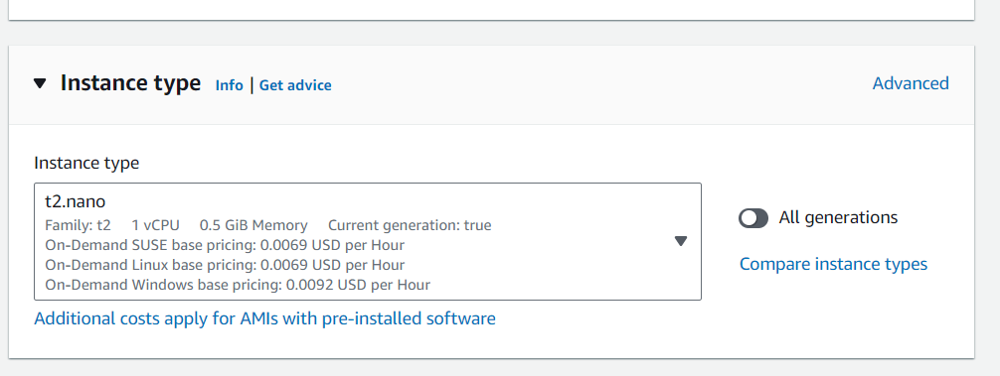 Instance type Info | Get advice Advanced
Instance type
t2.nano
Family: t2 1 vCPU 0.5 GiB Memory Current generation: true
On-Demand SUSE base pricing: 0.0069 USD per Hour
On-Demand Linux base pricing: 0.0069 USD per Hour
On-Demand Windows base pricing: 0.0092 USD per Hour
All generations
Compare instance types
Additional costs apply for AMIs with pre-installed software